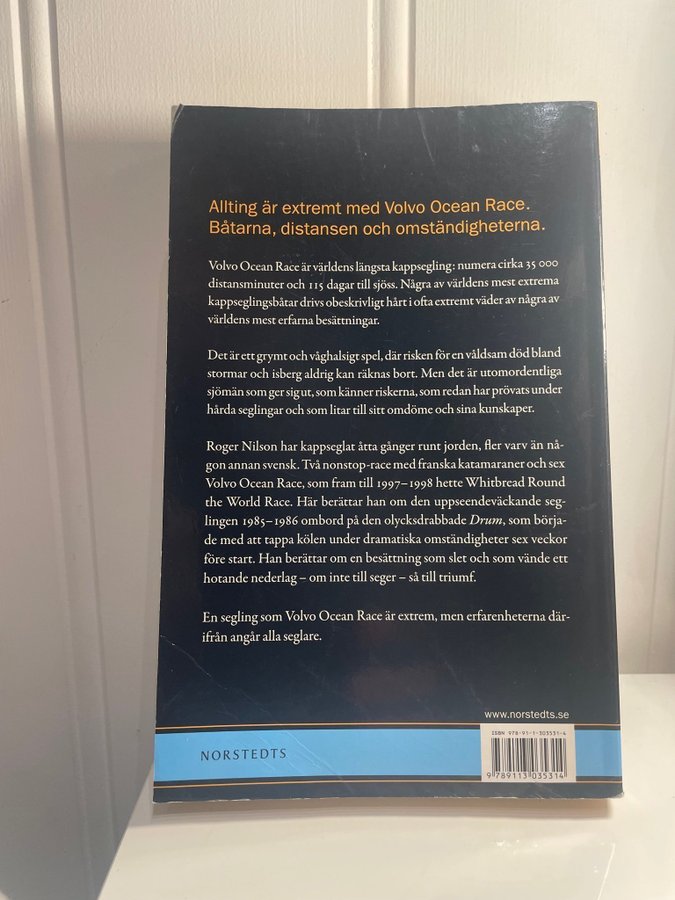 Allting är extremt med Volvo Ocean Race.
Båtarna, distansen och omständigheterna.
Volvo Ocean Race är världens längsta kappsegling: numera cirka 35 000
distansminuter och 115 dagar till sjöss. Några av världens mest extrema
kappseglingsbåtar drivs obeskrivligt hårt i ofta extremt väder av några av
världens mest erfarna besättningar.
Det är ett grymt och våghalsigt spel, där risken för en våldsam död bland
stormar och isberg aldrig kan räknas bort. Men det är utomordentliga
sjömän som ger sig ut, som känner riskerna, som redan har prövats under
hårda seglingar och som litar till sitt omdöme och sina kunskaper.
Roger Nilson har kappseglat åtta gånger runt jorden, fler varv än nå-
gon annan svensk. Två nonstop-race med franska katamaraner och sex
Volvo Ocean Race, som fram till 1997–1998 hette Whitbread Round
the World Race. Här berättar han om den uppseendeväckande seg-
lingen 1985–1986 ombord på den olycksdrabbade Drum, som börja-
de med att tappa kölen under dramatiska omständigheter sex veckor
före start. Han berättar om en besättning som slet och som vände ett
hotande nederlag – om inte till seger – så till triumf.
En segling som Volvo Ocean Race är extrem, men erfarenheterna där-
ifrån angår alla seglare.
www.norstedts.se
ISBN 978-91-1-303531-4
NORSTEDTS
9 789113 035314